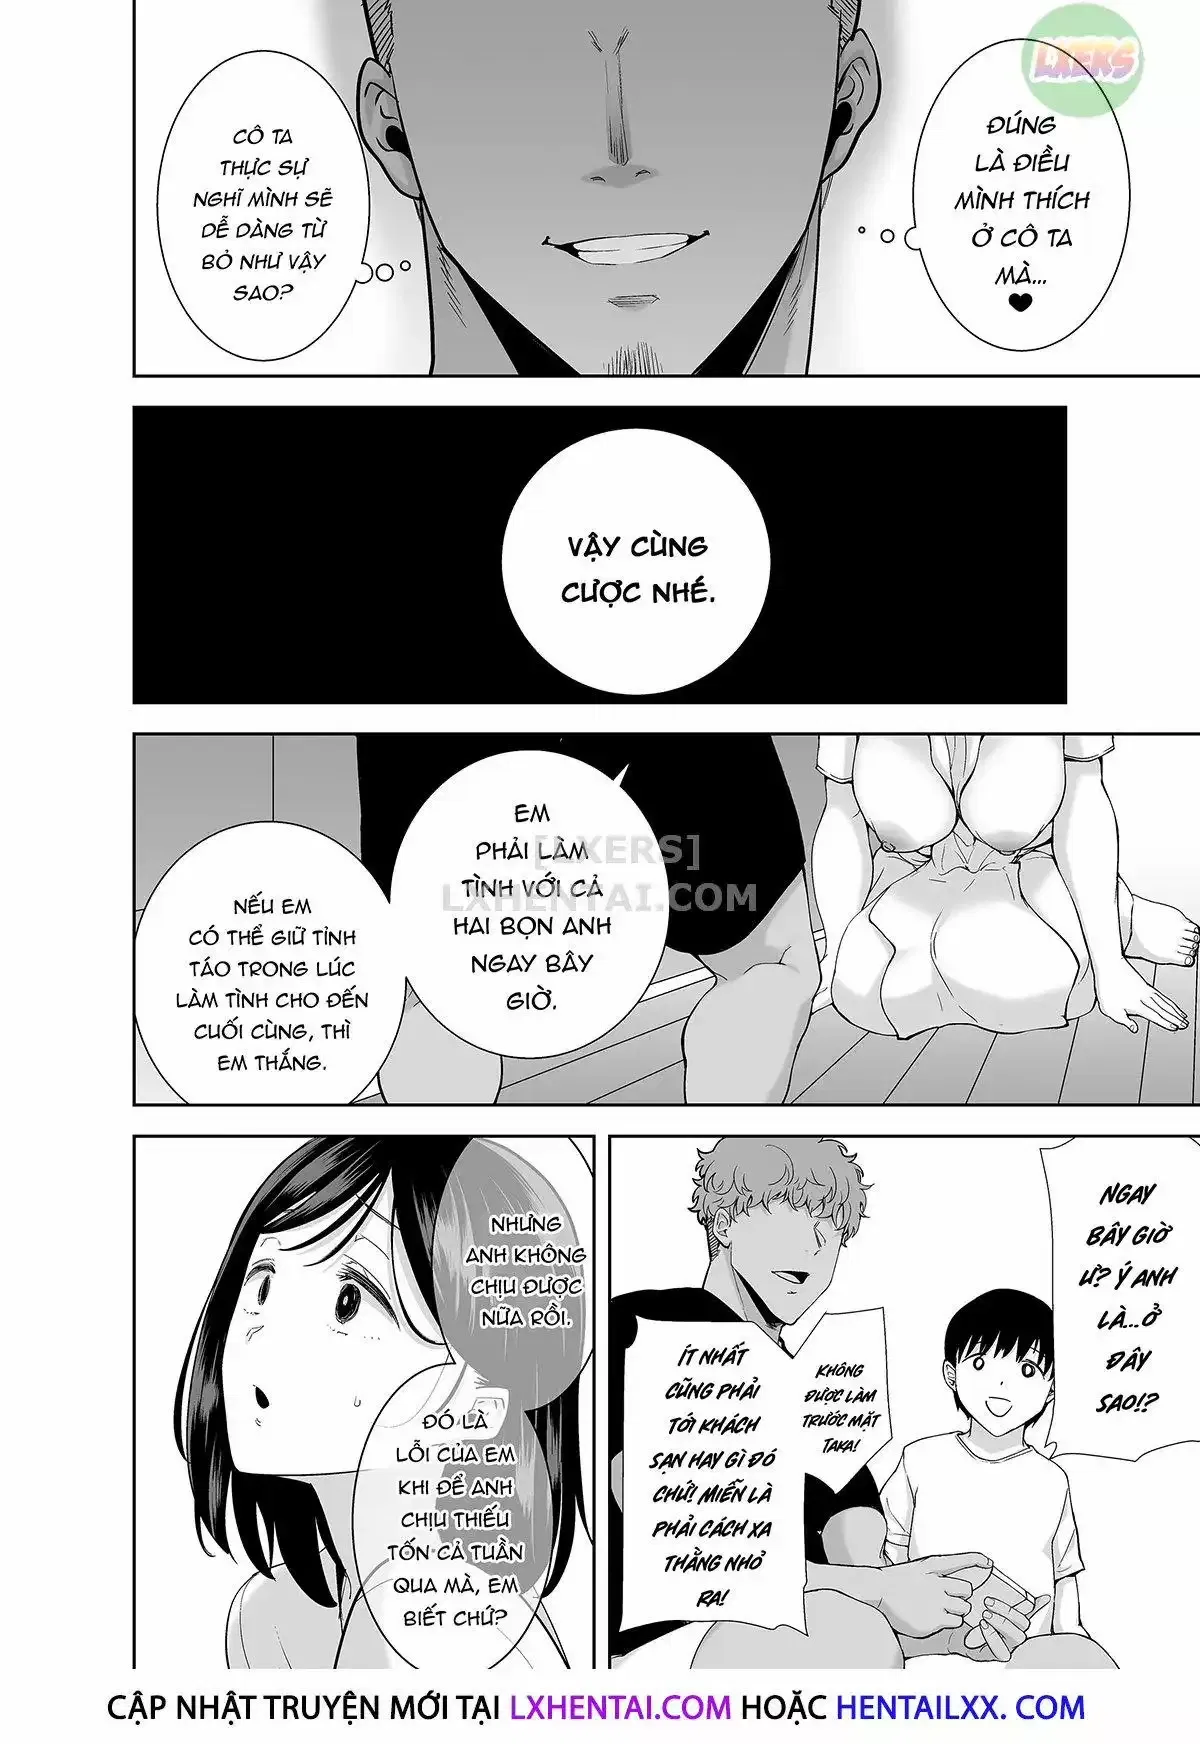 LXERS
ĐÚNG
LÀ ĐIỀU
MÌNH THÍCH
Ở CÔ TA
MÀ...
♥
CÔ TA
THỰC SỰ
NGHĨ MÌNH SẼ
DỄ DÀNG TỪ
BỎ NHƯ VẬY
SAO?
VẬY CÙNG
CƯỢC NHÉ.
EM
PHẢI LÀM
TÌNH VỚI CẢ
HAI BỌN ANH
NGAY BÂY
GIỜ.
[LXERS]
LXHENTAI.COM
NẾU EM
CÓ THỂ GIỮ TỈNH
TÁO TRONG LÚC
LÀM TÌNH CHO ĐẾN
CUỐI CÙNG, THÌ
EM THẮNG.
NGAY
BÂY GIỜ
Ư? Ý ANH
LÀ...Ở
ĐÂY
SAO!?
KHÔNG
ĐƯỢC LÀM
TRƯỚC MẶT
TAKA!
ÍT NHẤT
CŨNG PHẢI
TỚI KHÁCH
SẠN HAY GÌ ĐÓ
CHỨ! MIỄN LÀ
PHẢI CÁCH XA
THẰNG NHỎ
RA!
NHƯNG
ANH KHÔNG
CHỊU ĐƯỢC
NỮA RỒI.
ĐÓ LÀ
LỖI CỦA EM
KHI ĐỂ ANH
CHỊU THIẾU
TỐN CẢ TUẦN
QUA MÀ, EM
BIẾT CHỨ?
CẬP NHẬT TRUYỆN MỚI TẠI LXHENTAI.COM HOẶC HENTAILXX. COM